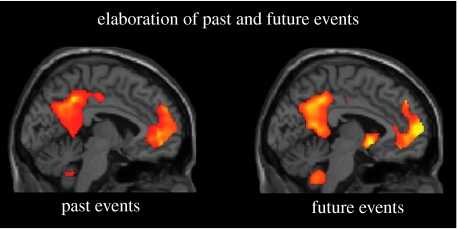 elaboration of past and future events
past events
future events